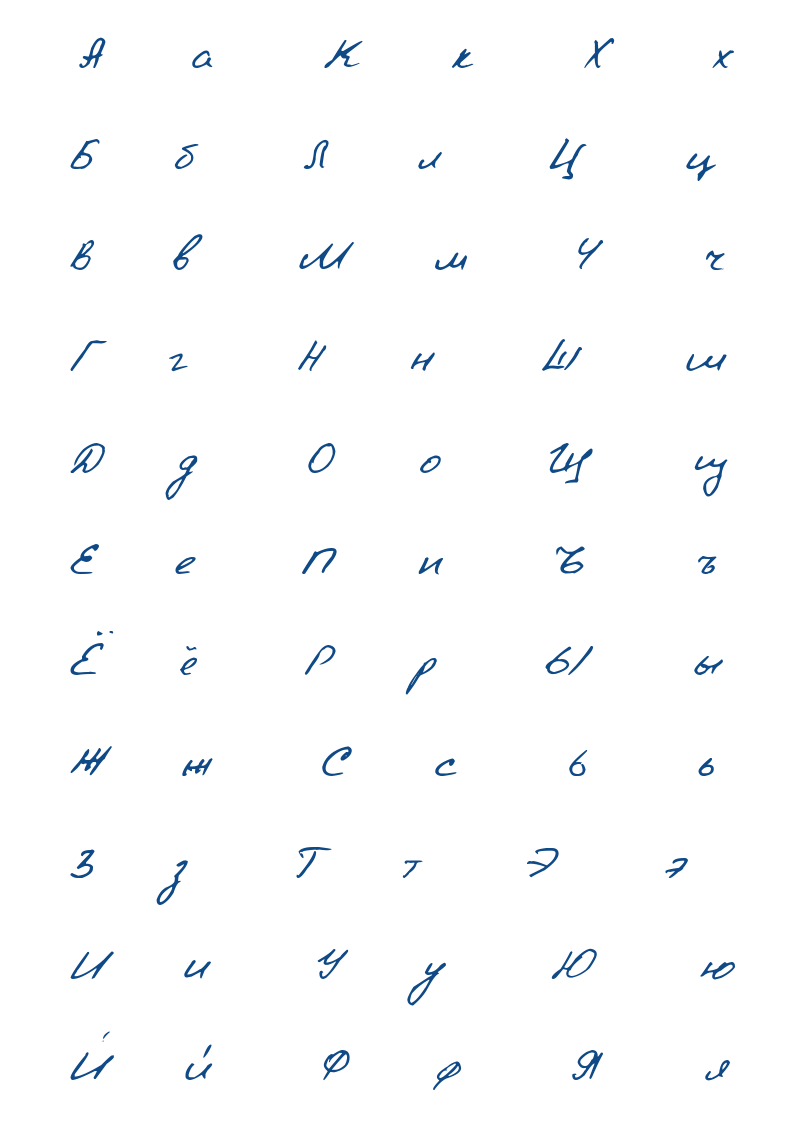 А а К к Х х
Б б Л л Ц ц
В в М м Ч ч
Г г Н н Ш ш
Д д О о Щ щ
Е е П п Ъ ъ
Ё ё Р р Ы ы
Ж ж С с Ь ь
З з Т т Э э
И и У у Ю ю
Й й Ф ф Я я